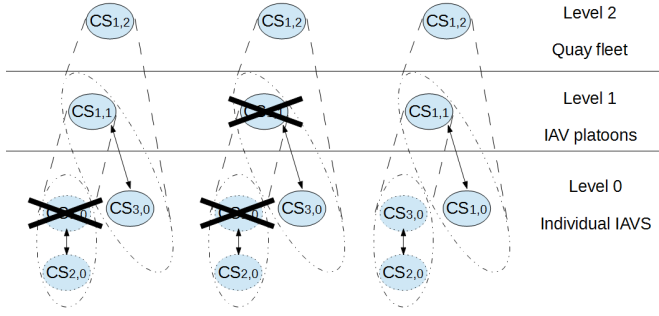 CS1,2 CS1,2 CS1,2 Level 2
Quay fleet
CS1,1 CS1,1 Level 1
IAV platoons
Level 0
CS3,0 CS3,0 CS3,0 CS1,0
Individual IAVS
CS2,0 CS2,0 CS2,0